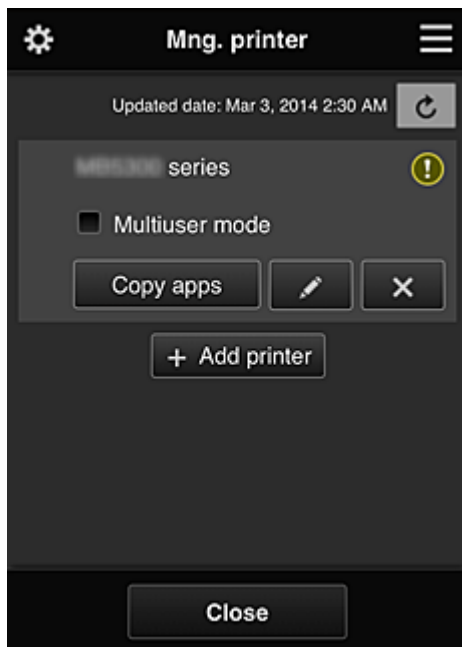 Mng. printer
Updated date: Mar 3, 2014 2:30 AM
series
Multiuser mode
Copy apps
+ Add printer
Close